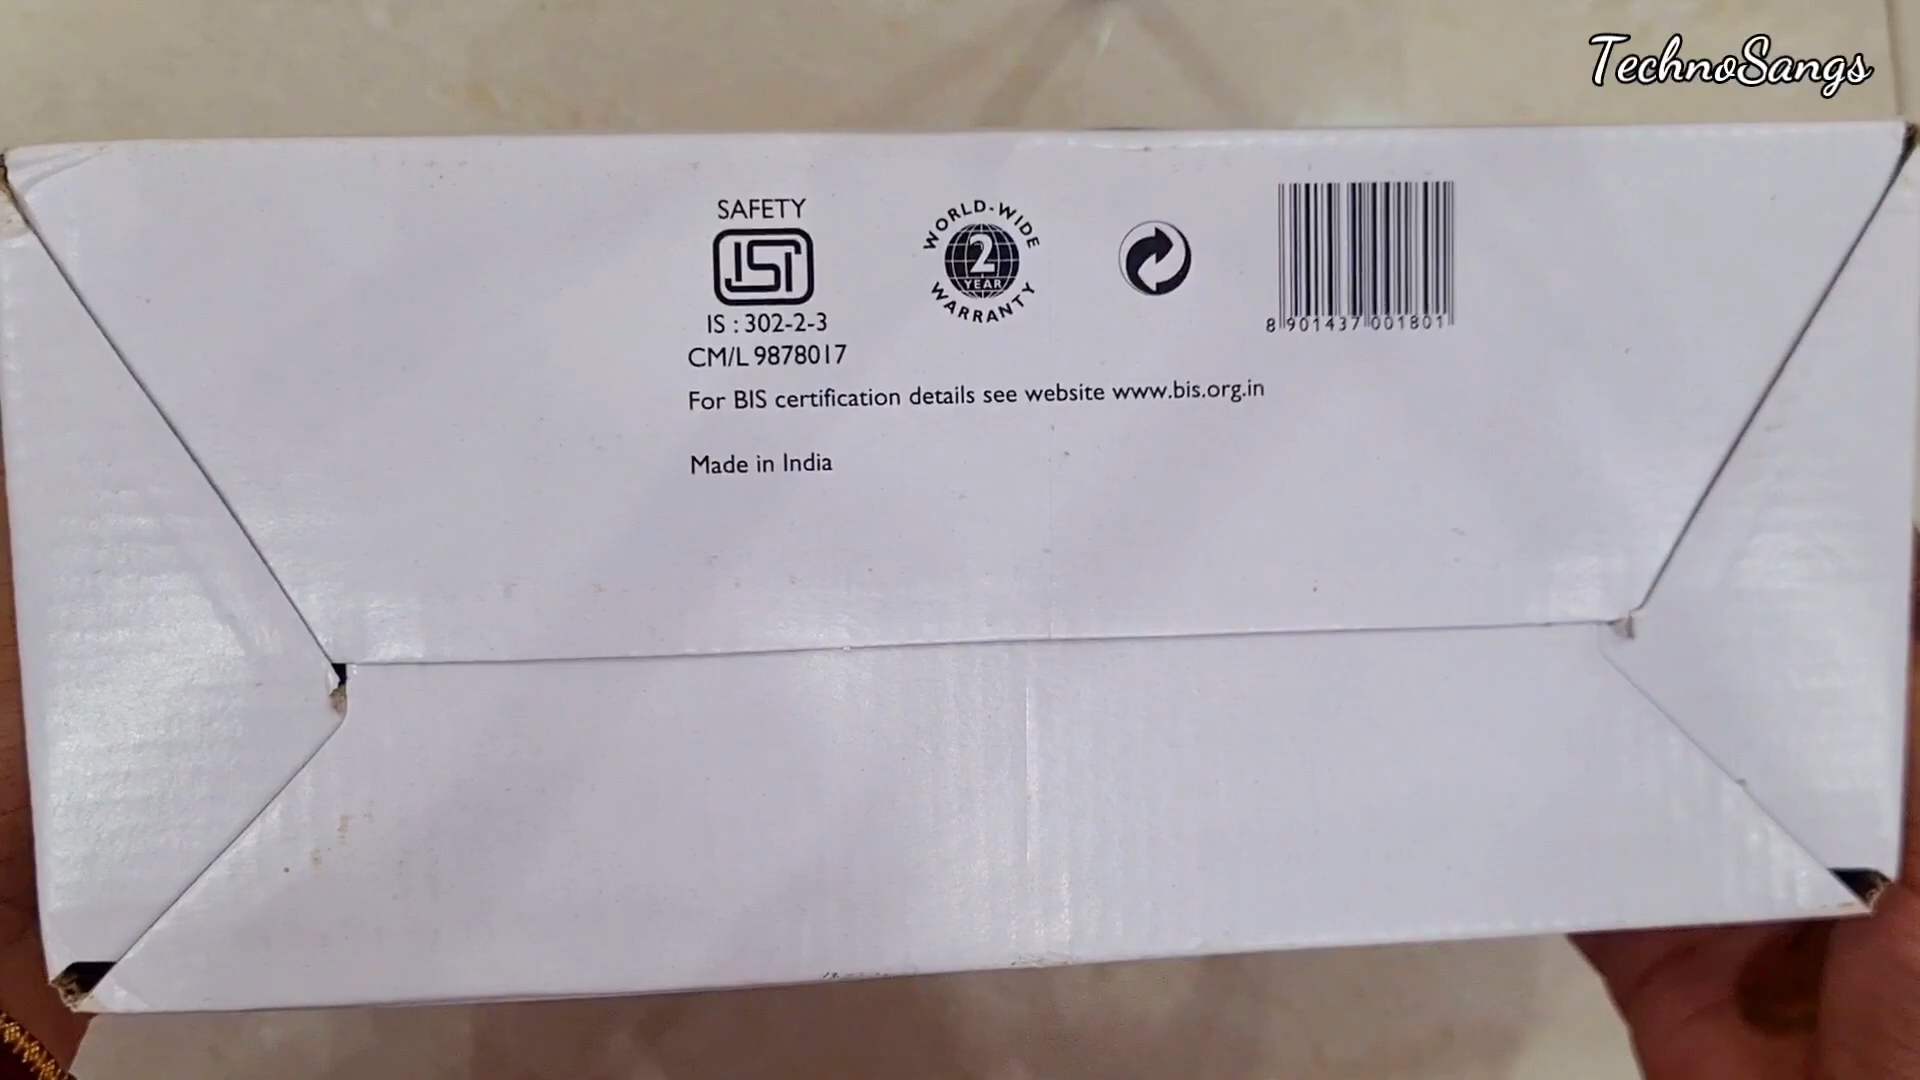 TechnoSangs
SAFETY
ISI
IS : 302-2-3
CM/L 9878017
WORLD-WIDE
2
YEAR
WARRANTY
8 901437 001801
For BIS certification details see website www.bis.org.in
Made in India